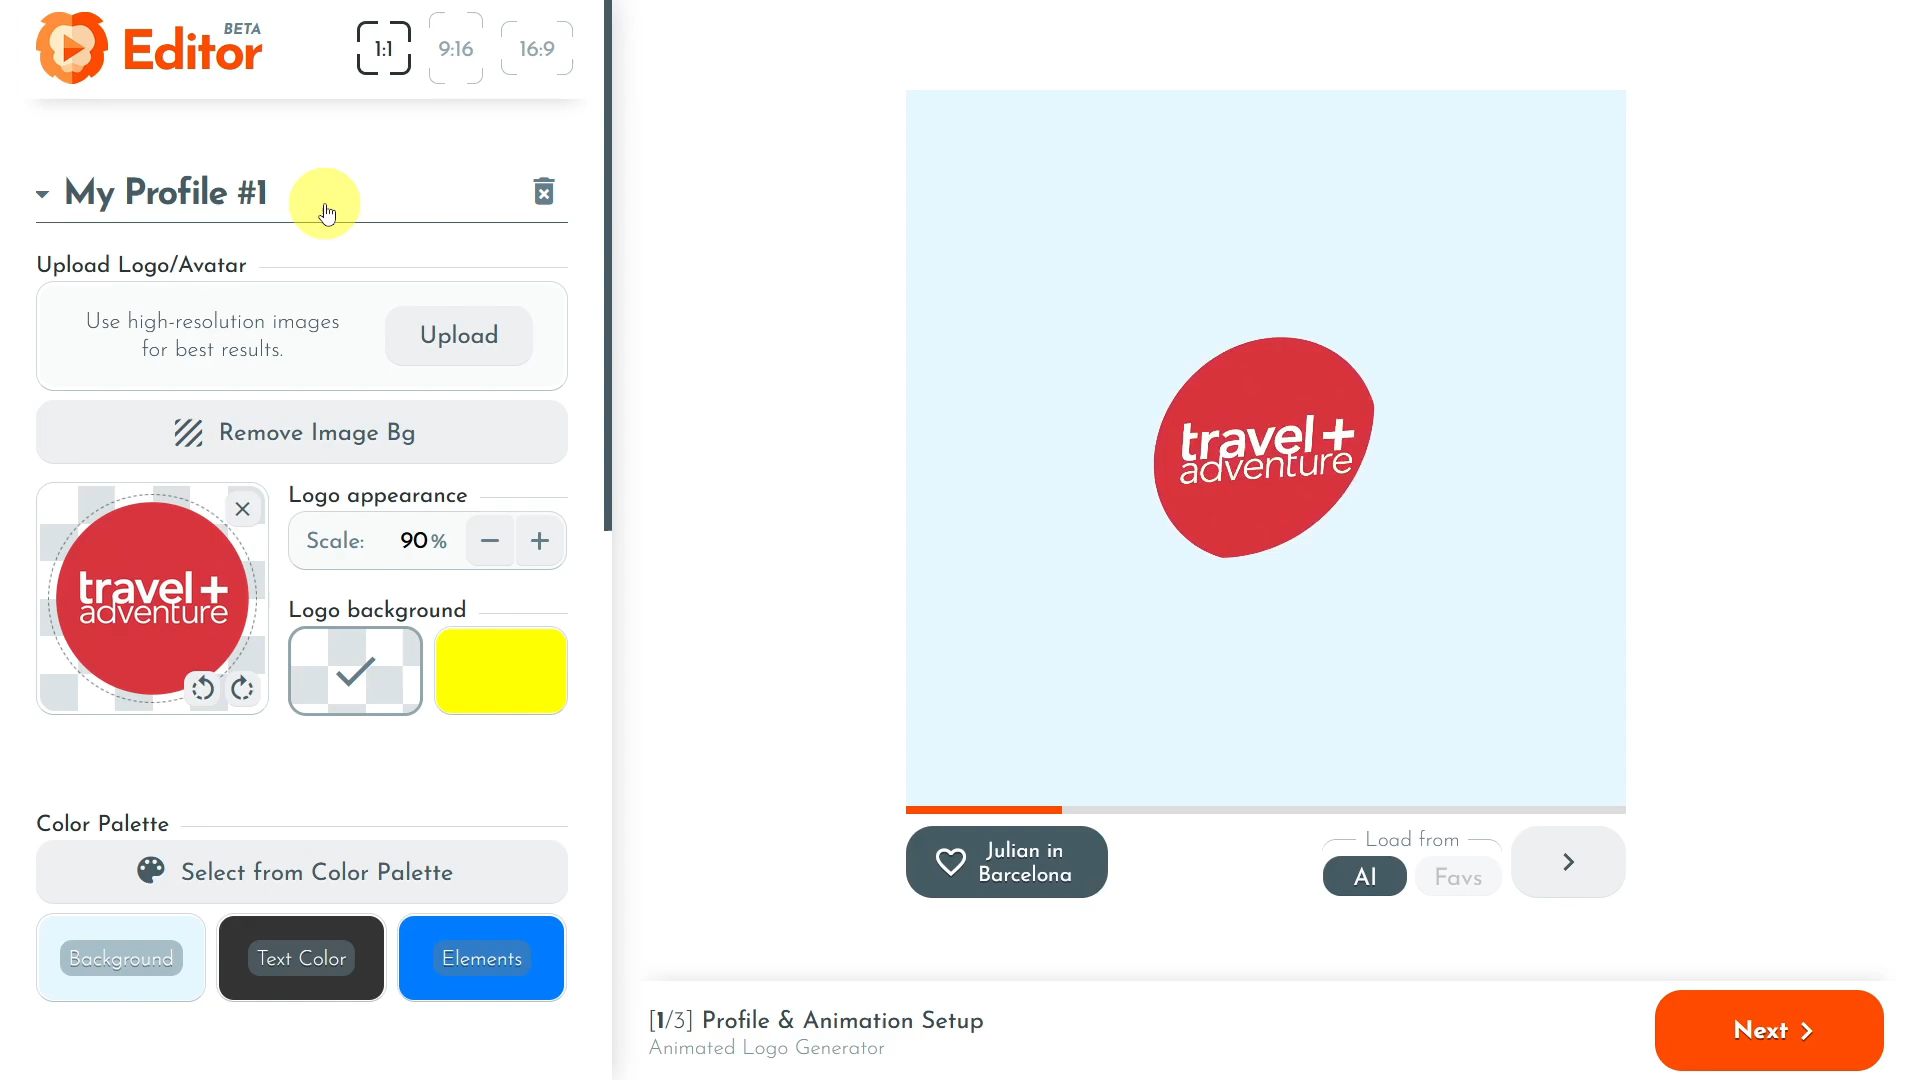 Editor
BETA
1:1
9:16
16:9
My Profile #1
Upload Logo/Avatar
Use high-resolution images
for best results.
Upload
Remove Image Bg
travel+
adventure
Logo appearance
Scale: 90%
Logo background
Color Palette
Select from Color Palette
Background
Text Color
Elements
travel+
adventure
Julian in
Barcelona
Load from
AI
Favs
[1/3] Profile & Animation Setup
Animated Logo Generator
Next